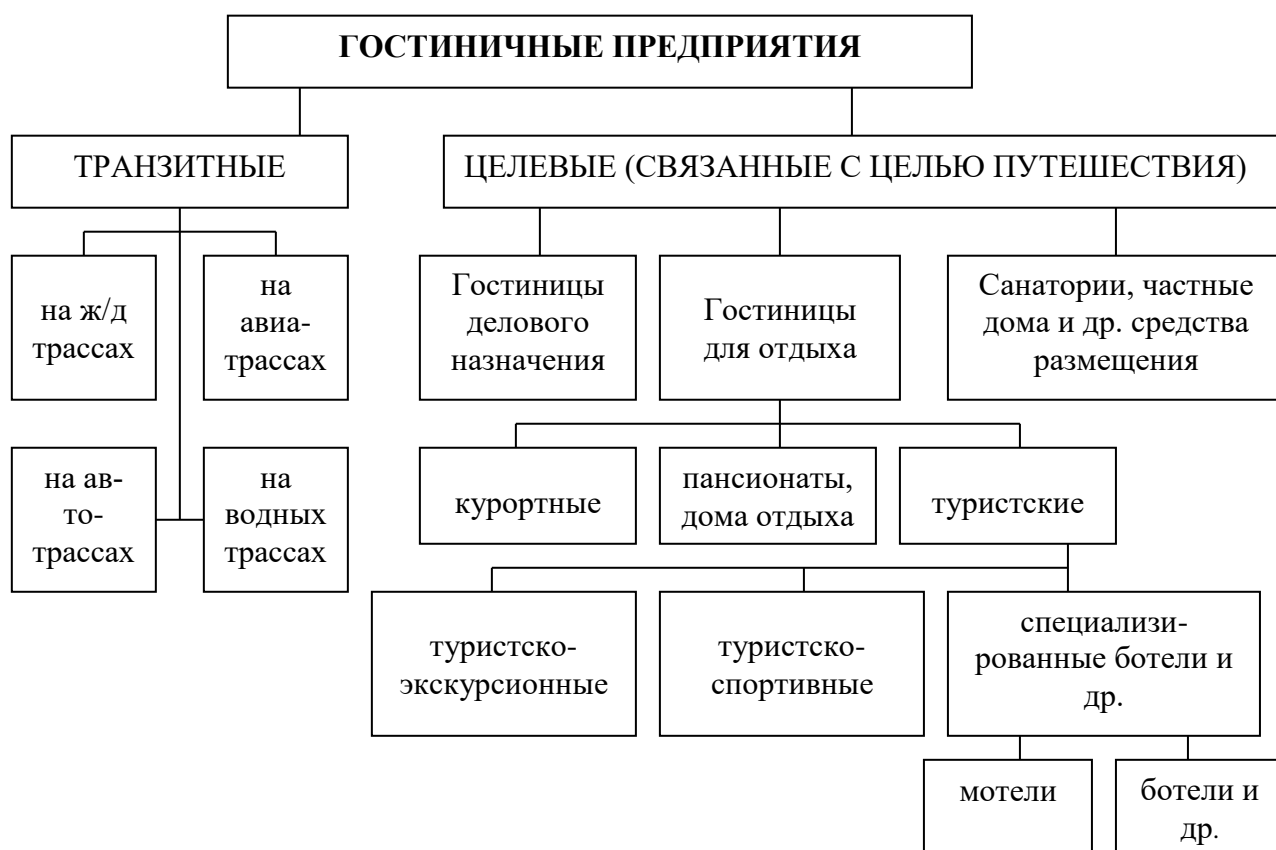 ГОСТИНИЧНЫЕ ПРЕДПРИЯТИЯ
ТРАНЗИТНЫЕ
ЦЕЛЕВЫЕ (СВЯЗАННЫЕ С ЦЕЛЬЮ ПУТЕШЕСТВИЯ)
на ж/д
трассах
на
авиа-
трассах
Гостиницы
делового
назначения
Гостиницы
для отдыха
Санатории, частные
дома и др. средства
размещения
на ав-
то-
трассах
на
водных
трассах
курортные
пансионаты,
дома отдыха
туристские
туристско-
экскурсионные
туристско-
спортивные
специализи-
рованные ботели и
др.
мотели
ботели и
др.